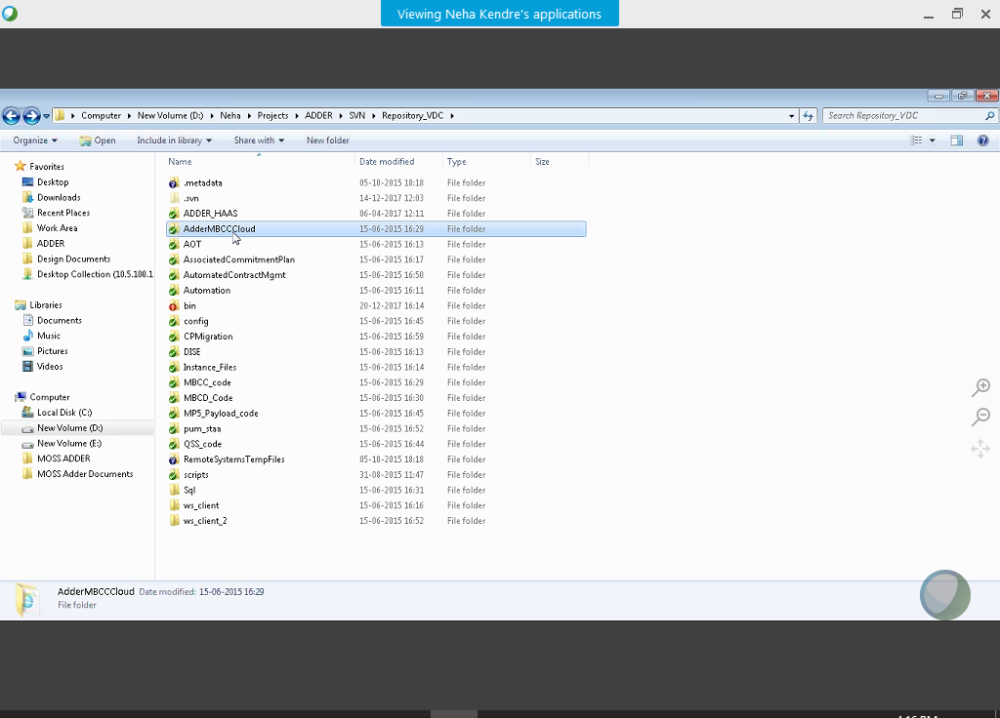 Viewing Neha Kendre's applications
Computer New Volume (D:) Neha Projects ADDER SVN Repository_VDC Search Repository_VDC
Organize Open Include in library Share with New folder
Favorites
Desktop
Downloads
Recent Places
Work Area
ADDER
Design Documents
Desktop Collection (10.5.100.1
Libraries
Documents
Music
Pictures
Videos
Computer
Local Disk (C:)
New Volume (D:)
New Volume (E:)
MOSS ADDER
MOSS Adder Documents
Name Date modified Type Size
.metadata 05-10-2015 18:18 File folder
.svn 14-12-2017 12:03 File folder
ADDER_HAAS 06-04-2017 12:11 File folder
AdderMBCCCloud 15-06-2015 16:29 File folder
AOT 15-06-2015 16:13 File folder
AssociatedCommitmentPlan 15-06-2015 16:17 File folder
AutomatedContractMgmt 15-06-2015 16:50 File folder
Automation 15-06-2015 16:11 File folder
bin 20-12-2017 16:14 File folder
config 15-06-2015 16:45 File folder
CPMigration 15-06-2015 16:59 File folder
DISE 15-06-2015 16:13 File folder
Instance_Files 15-06-2015 16:14 File folder
MBCC_code 15-06-2015 16:29 File folder
MBCD_Code 15-06-2015 16:30 File folder
MP5_Payload_code 15-06-2015 16:45 File folder
pum_staa 15-06-2015 16:52 File folder
QSS_code 15-06-2015 16:44 File folder
RemoteSystemsTempFiles 05-10-2015 18:18 File folder
scripts 31-08-2015 11:47 File folder
Sql 15-06-2015 16:31 File folder
ws_client 15-06-2015 16:16 File folder
ws_client_2 15-06-2015 16:52 File folder
AdderMBCCCloud Date modified: 15-06-2015 16:29
File folder